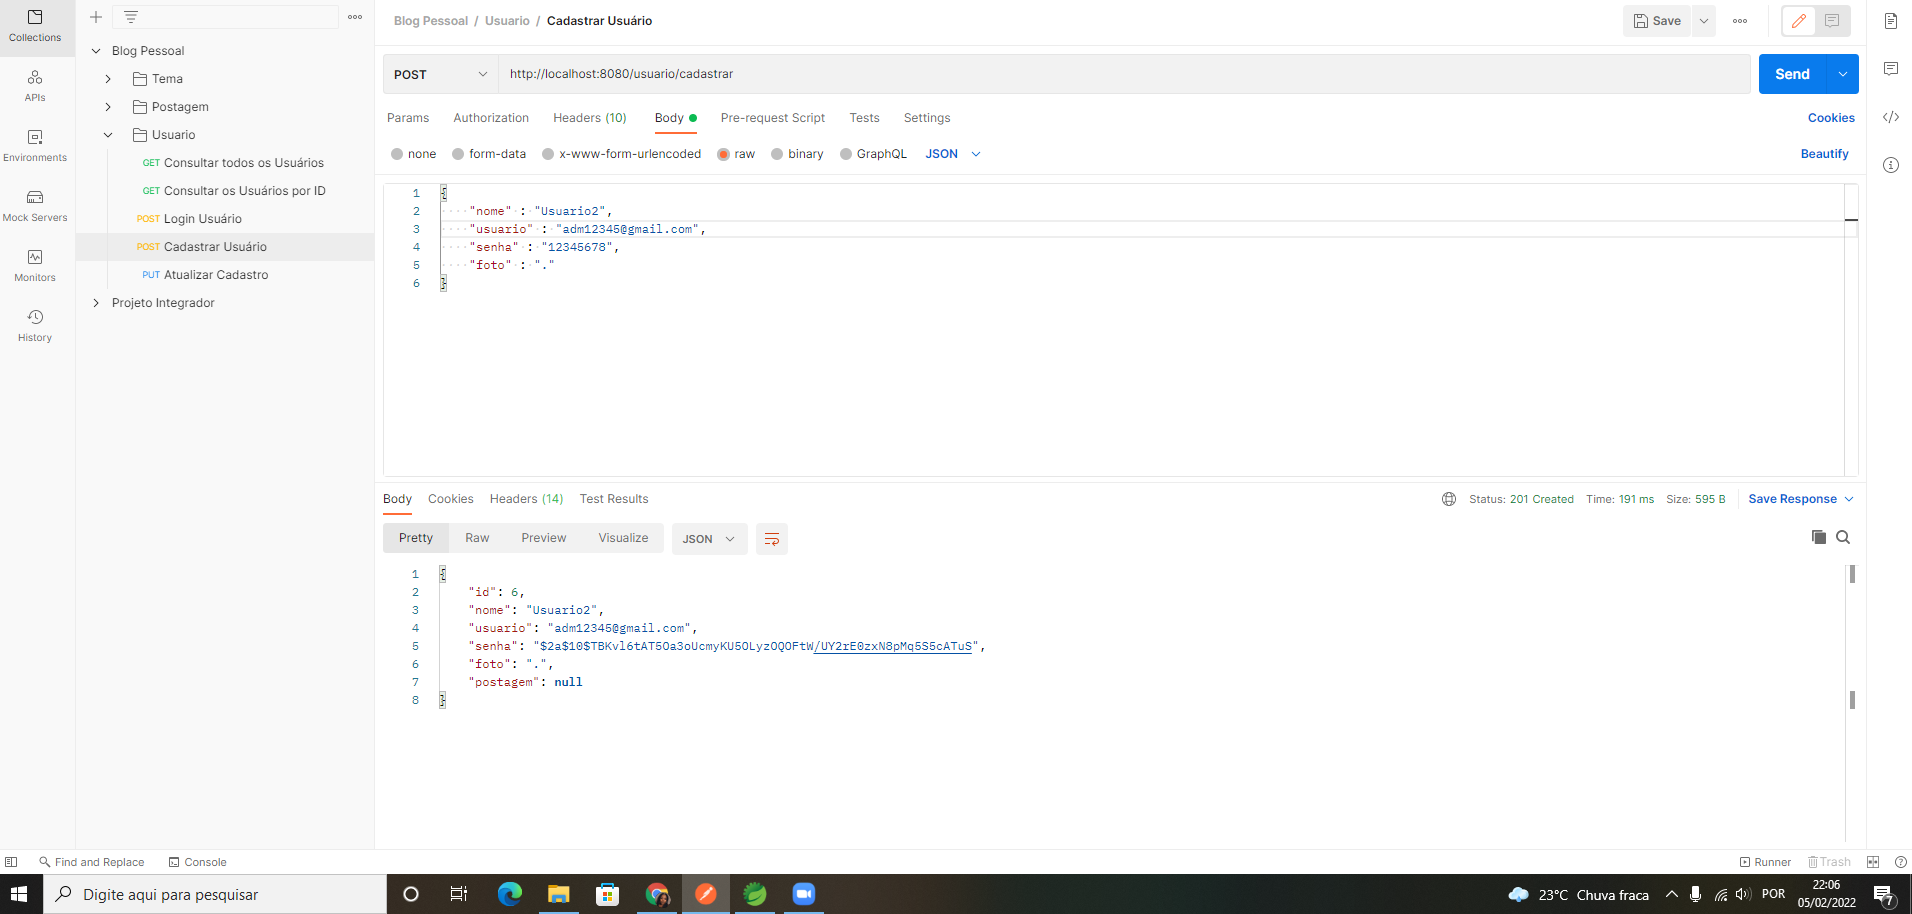 Collections
APIs
Environments
Mock Servers
Monitors
History
Blog Pessoal
Tema
Postagem
Usuario
GET Consultar todos os Usuários
GET Consultar os Usuários por ID
POST Login Usuário
POST Cadastrar Usuário
PUT Atualizar Cadastro
Projeto Integrador
Blog Pessoal / Usuario / Cadastrar Usuário
Save
POST http://localhost:8080/usuario/cadastrar
Send
Params Authorization Headers (10) Body Pre-request Script Tests Settings Cookies
none form-data x-www-form-urlencoded raw binary GraphQL JSON Beautify
1 {
2 "nome" : "Usuario2",
3 "usuario" : "adm12345@gmail.com",
4 "senha" : "12345678",
5 "foto" : "."
6 }
Body Cookies Headers (14) Test Results Status: 201 Created Time: 191 ms Size: 595 B Save Response
Pretty Raw Preview Visualize JSON
1 {
2 "id": 6,
3 "nome": "Usuario2",
4 "usuario": "adm12345@gmail.com",
5 "senha": "$2a$10$TBKvl6tAT5Oa3oUcmyKU5OLyzOQOFtW/UY2rE0zxN8pMq5S5cATuS",
6 "foto": ".",
7 "postagem": null
8 }
Find and Replace Console Runner Trash
Digite aqui para pesquisar
23°C Chuva fraca
POR
22:06
05/02/2022
7